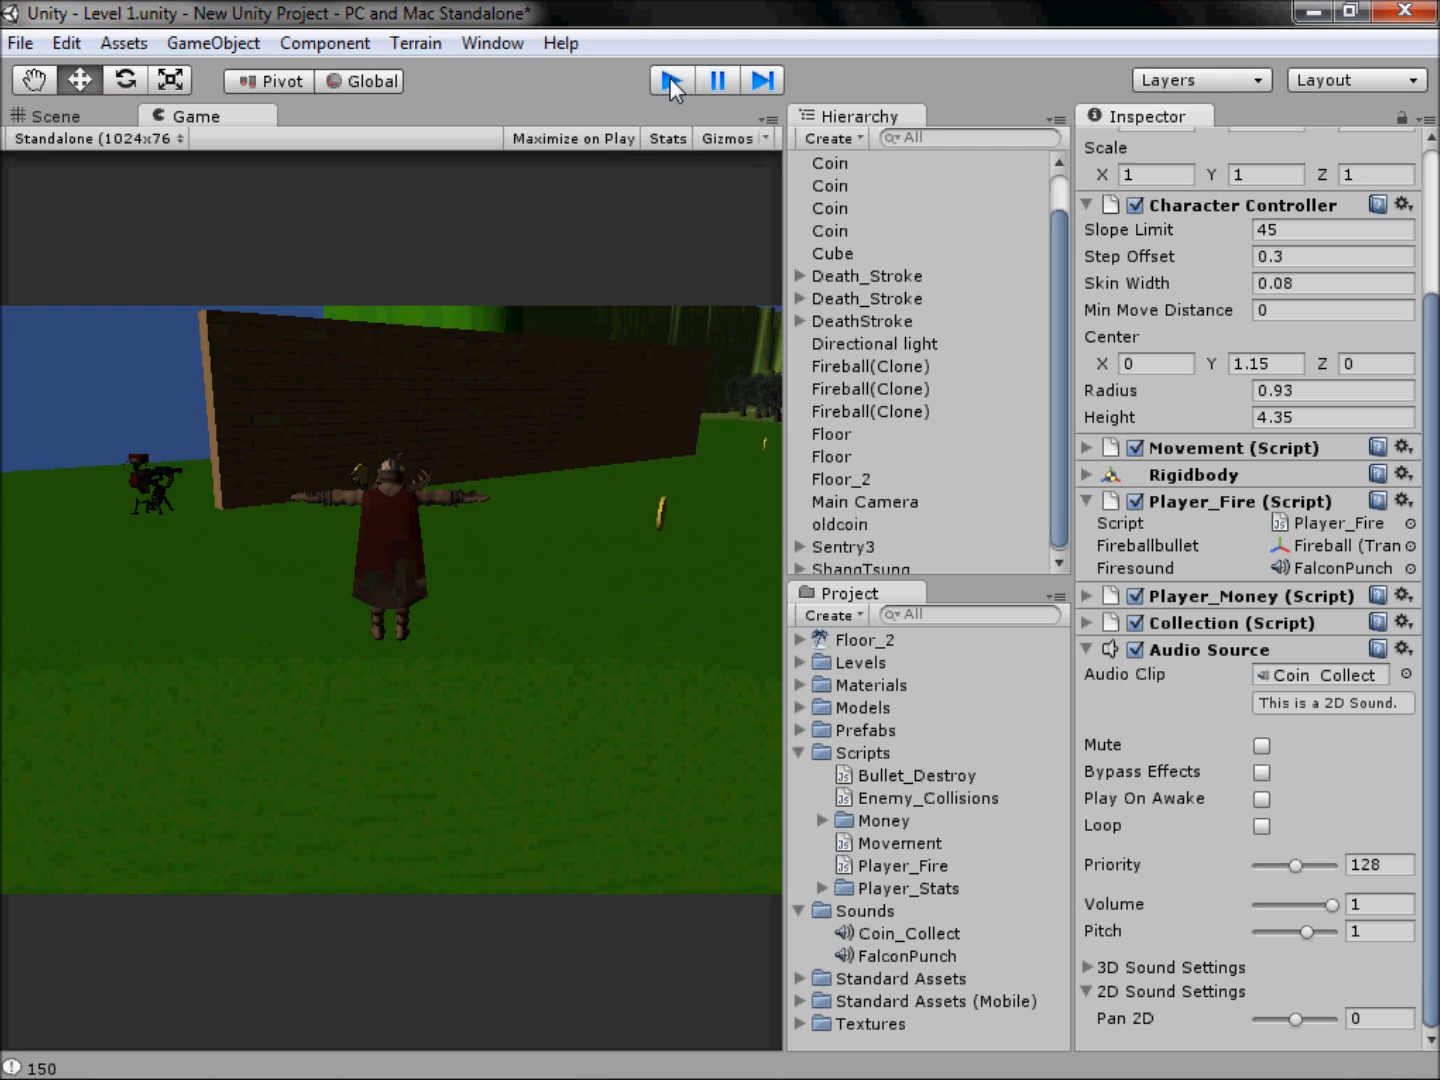 Unity - Level 1.unity - New Unity Project - PC and Mac Standalone*
File Edit Assets GameObject Component Terrain Window Help
Pivot Global Layers Layout
Scene Game
Standalone (1024x76 Maximize on Play Stats Gizmos
Hierarchy
Create All
Coin
Coin
Coin
Coin
Cube
Death_Stroke
Death_Stroke
DeathStroke
Directional light
Fireball(Clone)
Fireball(Clone)
Fireball(Clone)
Floor
Floor
Floor_2
Main Camera
oldcoin
Sentry3
ShangTsung
Project
Create All
Floor_2
Levels
Materials
Models
Prefabs
Scripts
Bullet_Destroy
Enemy_Collisions
Money
Movement
Player_Fire
Player_Stats
Sounds
Coin_Collect
FalconPunch
Standard Assets
Standard Assets (Mobile)
Textures
Inspector
Scale
X 1 Y 1 Z 1
Character Controller
Slope Limit 45
Step Offset 0.3
Skin Width 0.08
Min Move Distance 0
Center
X 0 Y 1.15 Z 0
Radius 0.93
Height 4.35
Movement (Script)
Rigidbody
Player_Fire (Script)
Script Player_Fire
Fireballbullet Fireball (Tran
Firesound FalconPunch
Player_Money (Script)
Collection (Script)
Audio Source
Audio Clip Coin_Collect
This is a 2D Sound.
Mute
Bypass Effects
Play On Awake
Loop
Priority 128
Volume 1
Pitch 1
3D Sound Settings
2D Sound Settings
Pan 2D 0
150